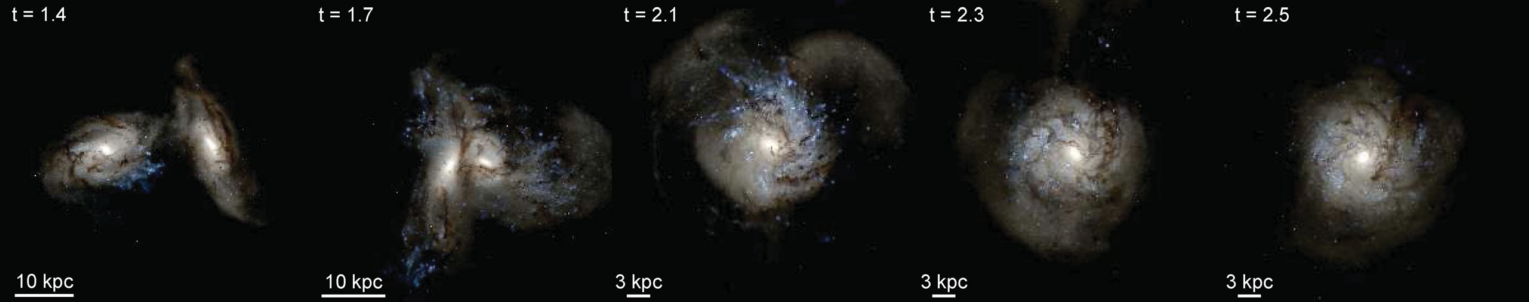 t = 1.4
t = 1.7
t = 2.1
t = 2.3
t = 2.5
10 kpc
10 kpc
3 kpc
3 kpc
3 kpc